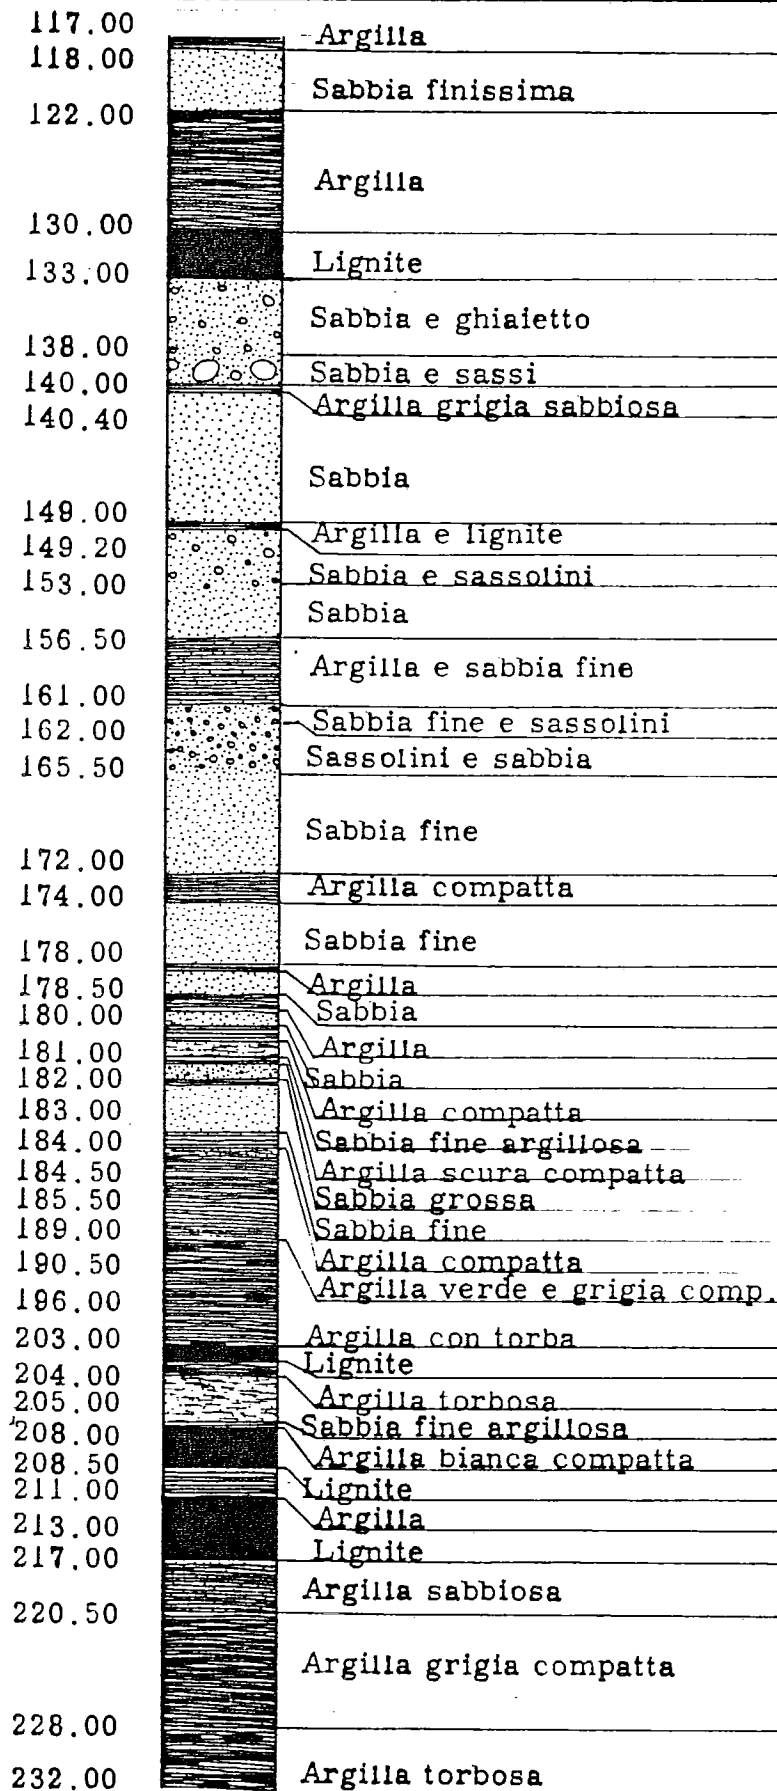 117.00
Argilla
118.00
Sabbia finissima
122.00
Argilla
130.00
Lignite
133.00
Sabbia e ghiaietto
138.00
Sabbia e sassi
140.00
Argilla grigia sabbiosa
140.40
Sabbia
149.00
Argilla e lignite
149.20
Sabbia e sassolini
153.00
Sabbia
156.50
Argilla e sabbia fine
161.00
Sabbia fine e sassolini
162.00
Sassolini e sabbia
165.50
Sabbia fine
172.00
Argilla compatta
174.00
Sabbia fine
178.00
Argilla
178.50
Sabbia
180.00
Argilla
181.00
Sabbia
182.00
Argilla compatta
183.00
Sabbia fine argillosa
184.00
Argilla scura compatta
184.50
Sabbia grossa
185.50
Sabbia fine
189.00
Argilla compatta
190.50
Argilla verde e grigia comp.
196.00
Argilla con torba
203.00
Lignite
204.00
Argilla torbosa
205.00
Sabbia fine argillosa
208.00
Argilla bianca compatta
208.50
Lignite
211.00
Argilla
213.00
Lignite
217.00
Argilla sabbiosa
220.50
Argilla grigia compatta
228.00
Argilla torbosa
232.00